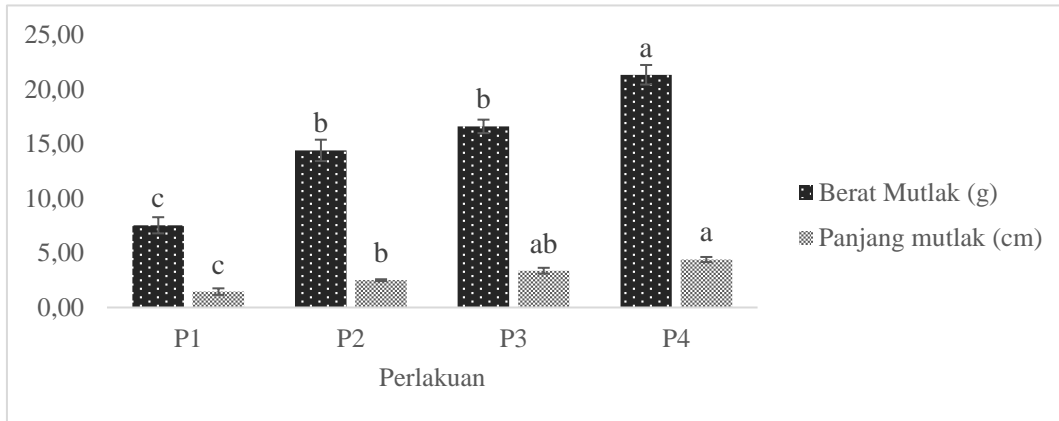 25,00
20,00
15,00
10,00
5,00
0,00
c
c
b
b
b
ab
a
a
P1
P2
P3
P4
Perlakuan
Berat Mutlak (g)
Panjang mutlak (cm)